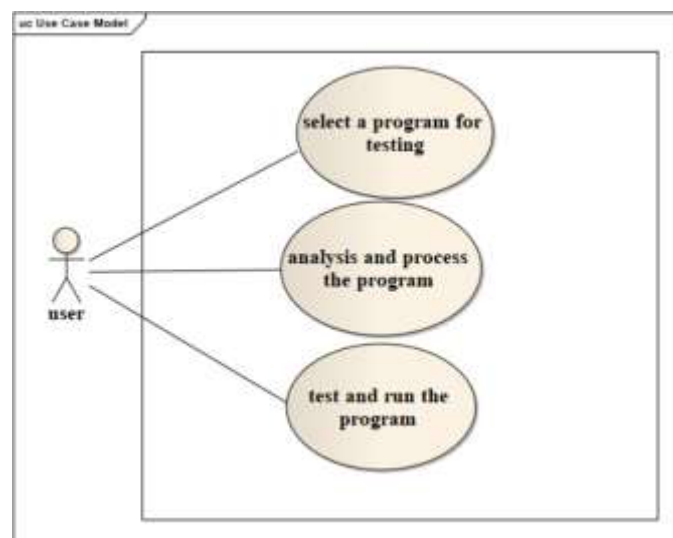 uc Use Case Model
select a program for
testing
analysis and process
the program
user
test and run the
program